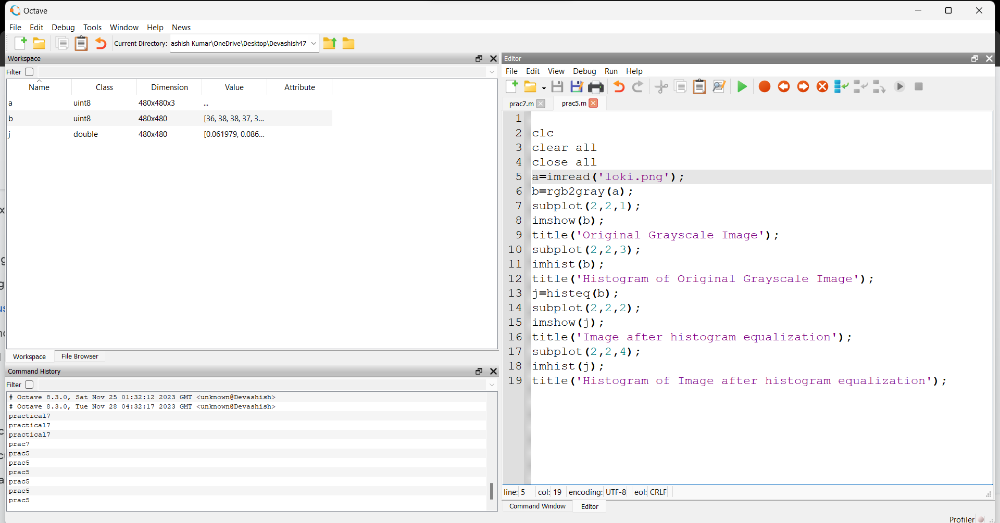 Octave
File Edit Debug Tools Window Help News
Current Directory: ashish Kumar\OneDrive\Desktop\Devashish47
Workspace
Filter
Name Class Dimension Value Attribute
a uint8 480x480x3 ...
b uint8 480x480 [36, 38, 38, 37, 3...
j double 480x480 [0.061979, 0.086...
Workspace File Browser
Command History
Filter
# Octave 8.3.0, Sat Nov 25 01:32:12 2023 GMT <unknown@Devashish>
# Octave 8.3.0, Tue Nov 28 04:32:17 2023 GMT <unknown@Devashish>
practical7
practical7
practical7
prac7
prac5
prac5
prac5
prac5
prac5
prac5
Editor
File Edit View Debug Run Help
prac7.m prac5.m
1
2 clc
3 clear all
4 close all
5 a=imread('loki.png');
6 b=rgb2gray(a);
7 subplot(2,2,1);
8 imshow(b);
9 title('Original Grayscale Image');
10 subplot(2,2,3);
11 imhist(b);
12 title('Histogram of Original Grayscale Image');
13 j=histeq(b);
14 subplot(2,2,2);
15 imshow(j);
16 title('Image after histogram equalization');
17 subplot(2,2,4);
18 imhist(j);
19 title('Histogram of Image after histogram equalization');
line: 5 col: 19 encoding: UTF-8 eol: CRLF
Command Window Editor
Profiler